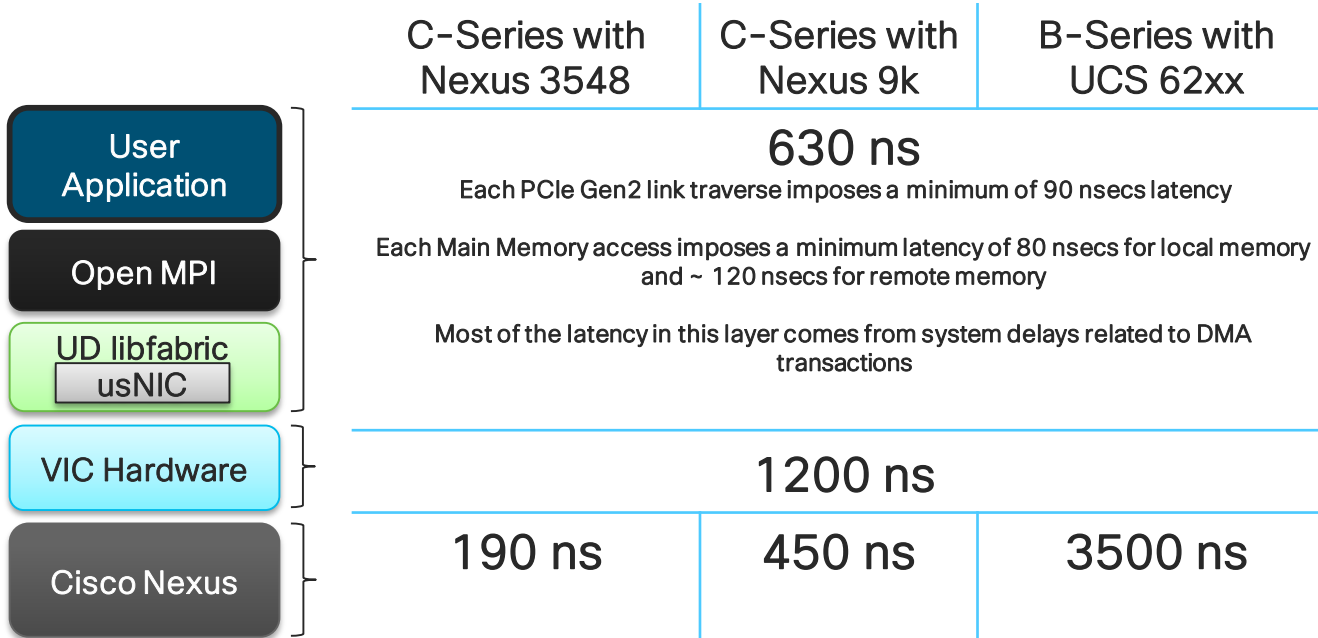 C-Series with
Nexus 3548
C-Series with
Nexus 9k
B-Series with
UCS 62xx
User
Application
Open MPI
UD libfabric
usNIC
630 ns
Each PCIe Gen2 link traverse imposes a minimum of 90 nsecs latency
Each Main Memory access imposes a minimum latency of 80 nsecs for local memory
and ~ 120 nsecs for remote memory
Most of the latency in this layer comes from system delays related to DMA
transactions
VIC Hardware
1200 ns
Cisco Nexus
190 ns
450 ns
3500 ns